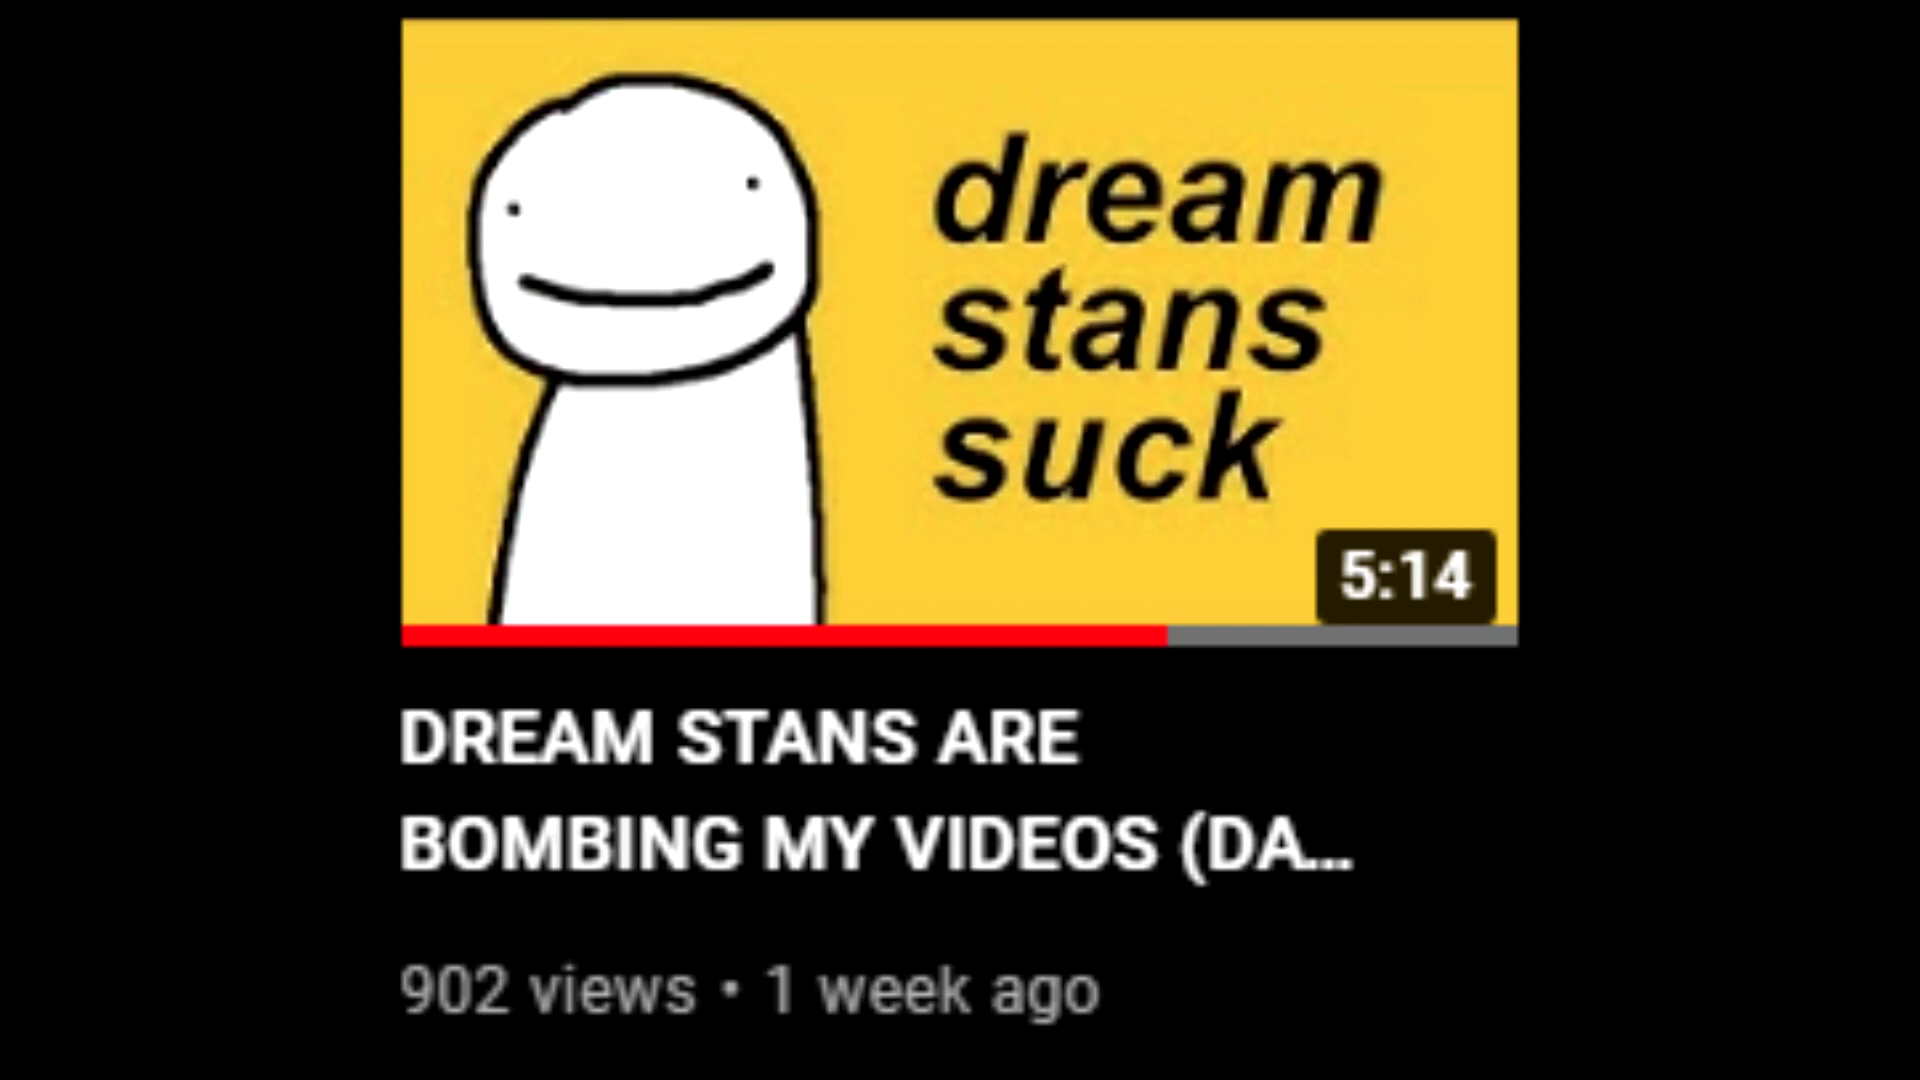 dream
stans
suck
5:14
DREAM STANS ARE
BOMBING MY VIDEOS (DA...
902 views • 1 week ago